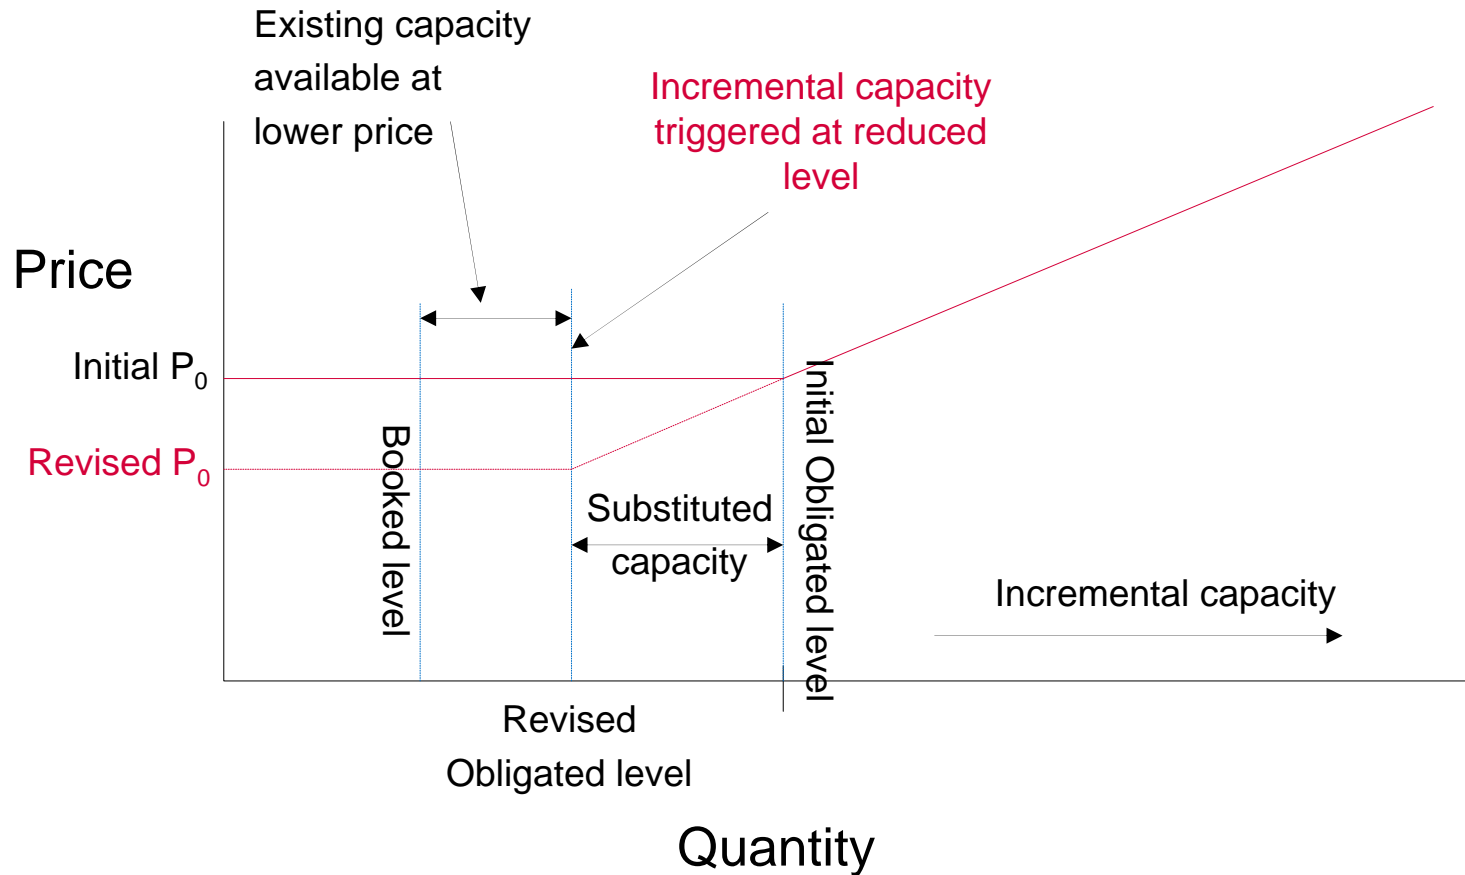 Existing capacity
available at
lower price
Incremental capacity
triggered at reduced
level
Price
Initial P0
Revised P0
Booked level
Initial Obligated level
Substituted
capacity
Incremental capacity
Revised
Obligated level
Quantity